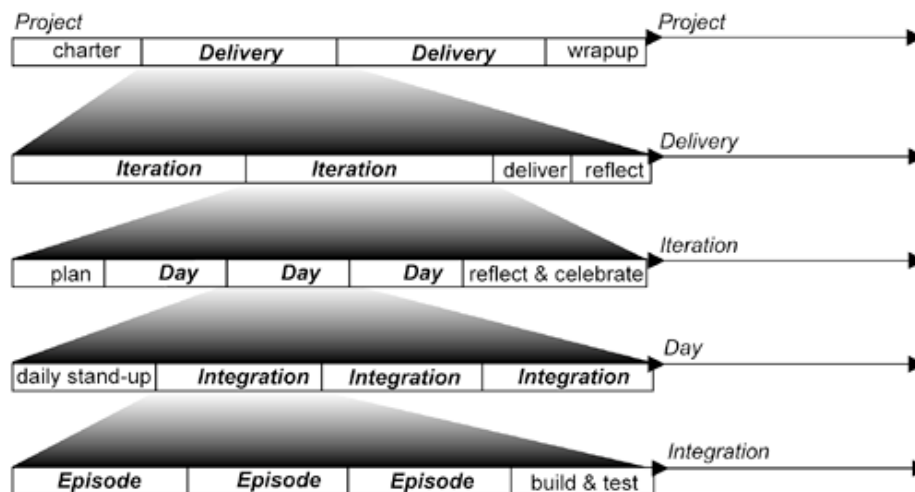 Project Project
charter Delivery Delivery wrapup
Delivery
Iteration Iteration deliver reflect
Iteration
plan Day Day Day reflect & celebrate
Day
daily stand-up Integration Integration Integration
Integration
Episode Episode Episode build & test